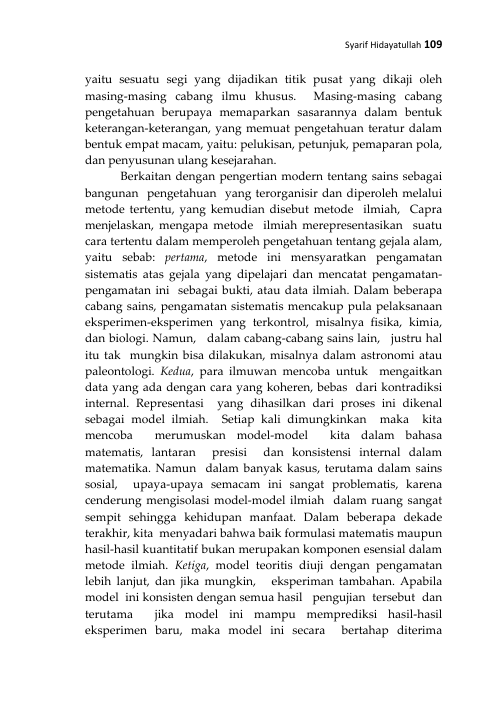 Syarif Hidayatullah 109
yaitu sesuatu segi yang dijadikan titik pusat yang dikaji oleh
masing-masing cabang ilmu khusus. Masing-masing cabang
pengetahuan berupaya memaparkan sasarannya dalam bentuk
keterangan-keterangan, yang memuat pengetahuan teratur dalam
bentuk empat macam, yaitu: pelukisan, petunjuk, pemaparan pola,
dan penyusunan ulang kesejarahan.
Berkaitan dengan pengertian modern tentang sains sebagai
bangunan pengetahuan yang terorganisir dan diperoleh melalui
metode tertentu, yang kemudian disebut metode ilmiah, Capra
menjelaskan, mengapa metode ilmiah merepresentasikan suatu
cara tertentu dalam memperoleh pengetahuan tentang gejala alam,
yaitu sebab: pertama, metode ini mensyaratkan pengamatan
sistematis atas gejala yang dipelajari dan mencatat pengamatan-
pengamatan ini sebagai bukti, atau data ilmiah. Dalam beberapa
cabang sains, pengamatan sistematis mencakup pula pelaksanaan
eksperimen-eksperimen yang terkontrol, misalnya fisika, kimia,
dan biologi. Namun, dalam cabang-cabang sains lain, justru hal
itu tak mungkin bisa dilakukan, misalnya dalam astronomi atau
paleontologi. Kedua, para ilmuwan mencoba untuk mengaitkan
data yang ada dengan cara yang koheren, bebas dari kontradiksi
internal. Representasi yang dihasilkan dari proses ini dikenal
sebagai model ilmiah. Setiap kali dimungkinkan maka kita
mencoba merumuskan model-model kita dalam bahasa
matematis, lantaran presisi dan konsistensi internal dalam
matematika. Namun dalam banyak kasus, terutama dalam sains
sosial, upaya-upaya semacam ini sangat problematis, karena
cenderung mengisolasi model-model ilmiah dalam ruang sangat
sempit sehingga kehidupan manfaat. Dalam beberapa dekade
terakhir, kita menyadari bahwa baik formulasi matematis maupun
hasil-hasil kuantitatif bukan merupakan komponen esensial dalam
metode ilmiah. Ketiga, model teoritis diuji dengan pengamatan
lebih lanjut, dan jika mungkin, eksperiman tambahan. Apabila
model ini konsisten dengan semua hasil pengujian tersebut dan
terutama jika model ini mampu memprediksi hasil-hasil
eksperimen baru, maka model ini secara bertahap diterima